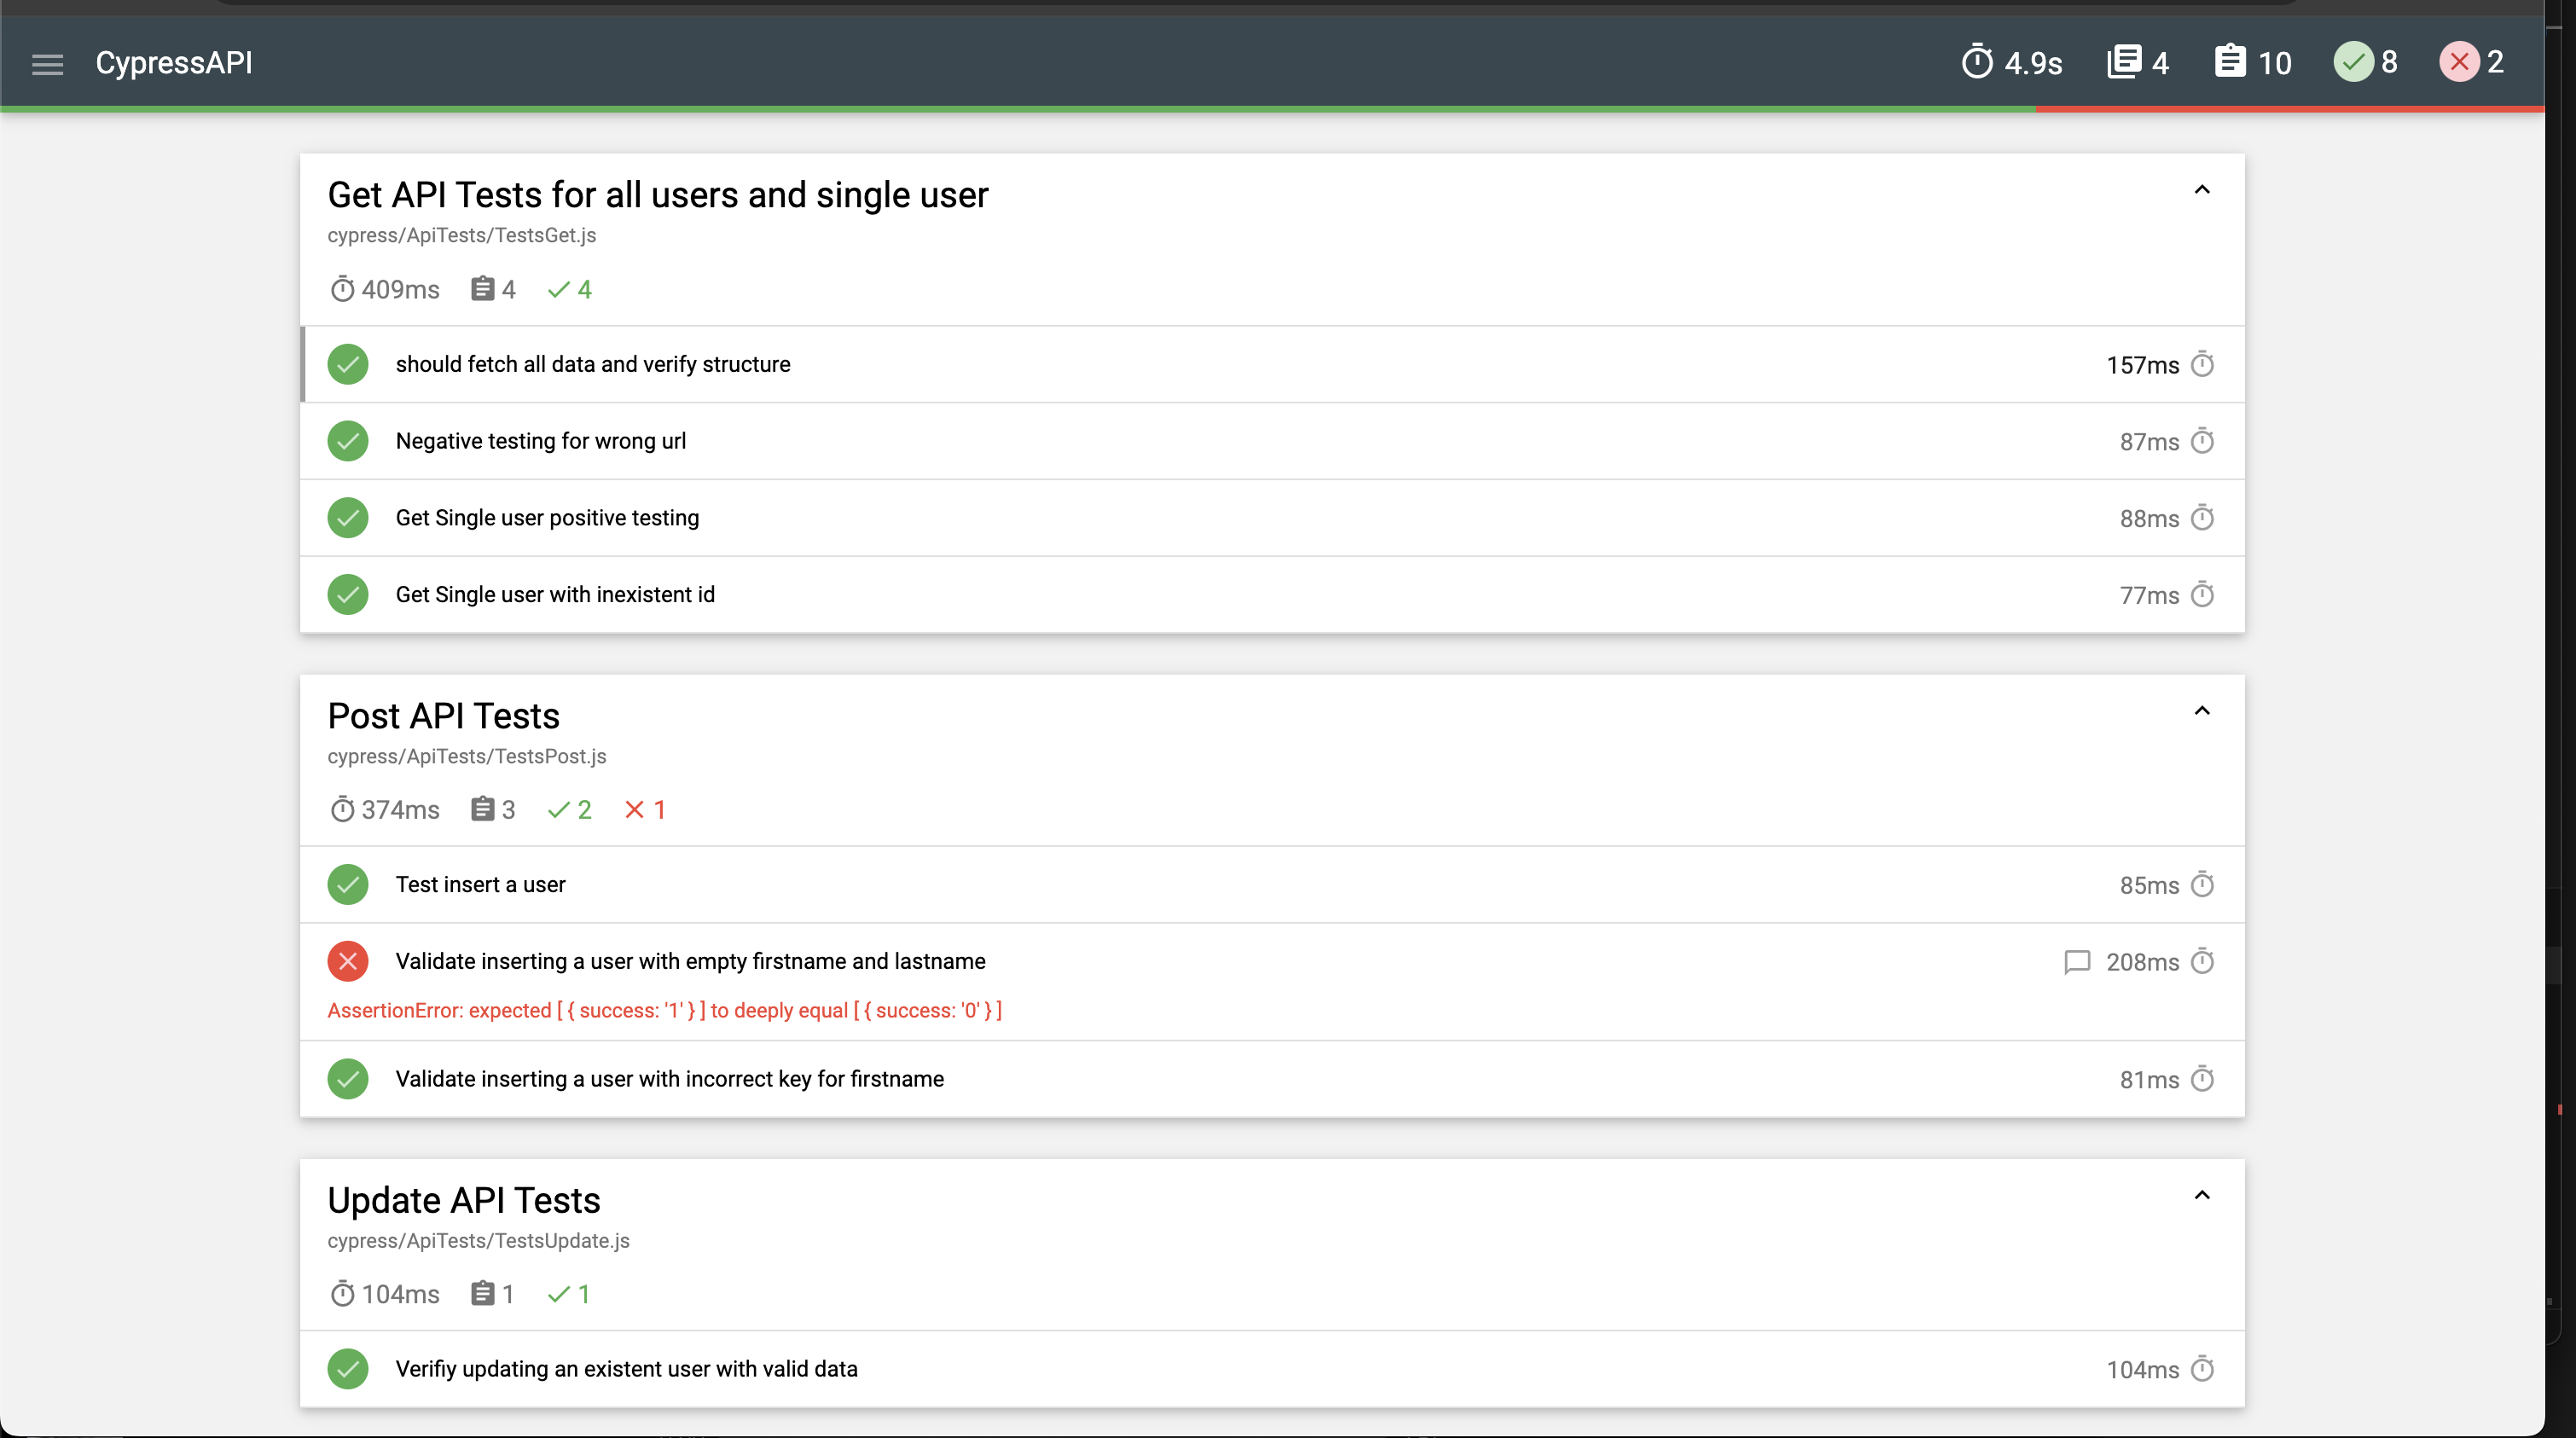 CypressAPI 4.9s 4 10 8 2
Get API Tests for all users and single user
cypress/ApiTests/TestsGet.js
409ms 4 4
should fetch all data and verify structure 157ms
Negative testing for wrong url 87ms
Get Single user positive testing 88ms
Get Single user with inexistent id 77ms
Post API Tests
cypress/ApiTests/TestsPost.js
374ms 3 2 1
Test insert a user 85ms
Validate inserting a user with empty firstname and lastname 208ms
AssertionError: expected [ { success: '1' } ] to deeply equal [ { success: '0' } ]
Validate inserting a user with incorrect key for firstname 81ms
Update API Tests
cypress/ApiTests/TestsUpdate.js
104ms 1 1
Verifiy updating an existent user with valid data 104ms